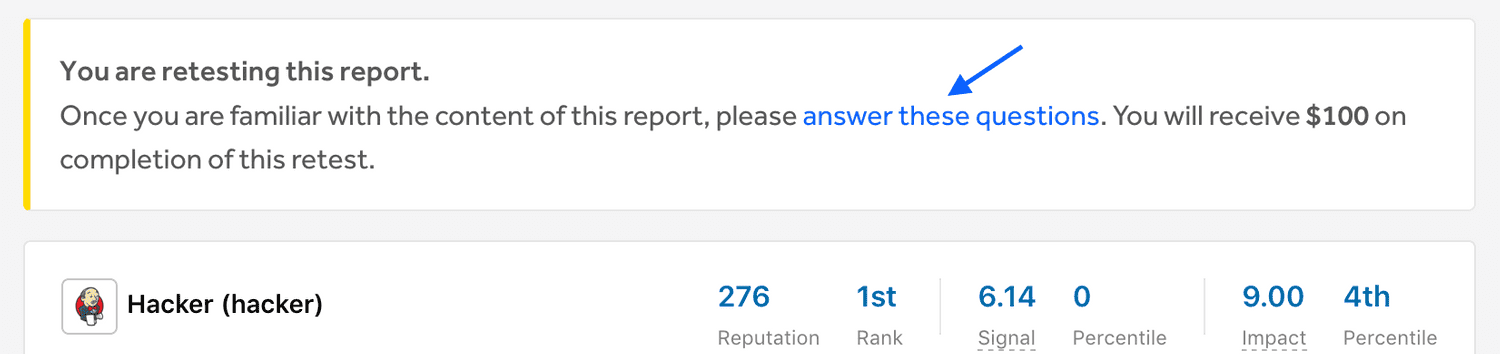 You are retesting this report.
Once you are familiar with the content of this report, please answer these questions. You will receive $100 on
completion of this retest.
Hacker (hacker)
276 1st 6.14 0 9.00 4th
Reputation Rank Signal Percentile Impact Percentile